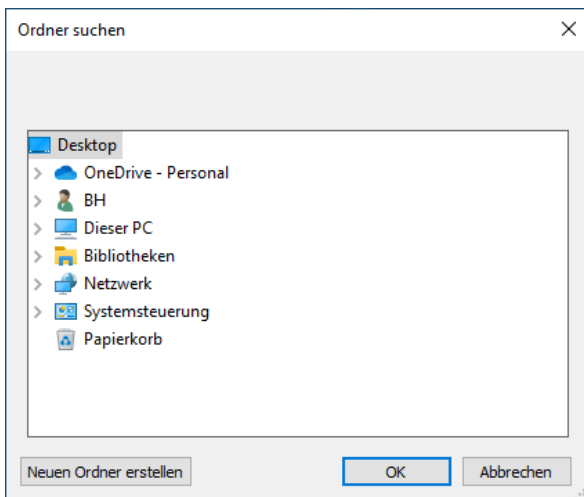 Ordner suchen
Desktop
OneDrive - Personal
BH
Dieser PC
Bibliotheken
Netzwerk
Systemsteuerung
Papierkorb
Neuen Ordner erstellen
OK
Abbrechen